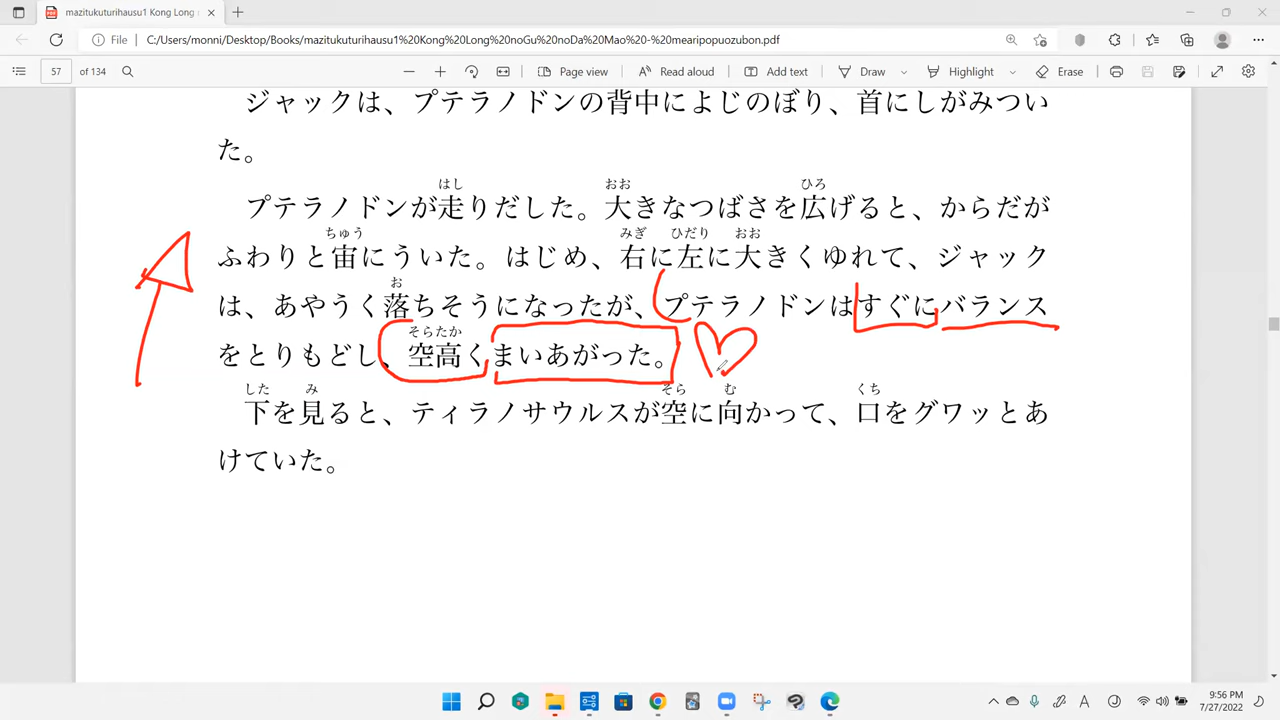 mazitukuturihausu1 Kong Long
File
C:/Users/monni/Desktop/Books/mazitukuturihausu1%20Kong%20Long%20noGu%20noDa%20Mao%20-%20mearipopuozubon.pdf
57 of 134
Page view
Read aloud
Add text
Draw
Highlight
Erase
ジャックは、プテラノドンの背中によじのぼり、首にしがみつい
た。
はし おお ひろ
プテラノドンが走りだした。大きなつばさを広げると、からだが
ちゅう みぎ ひだり おお
ふわりと宙にういた。はじめ、右に左に大きくゆれて、ジャック
お
は、あやうく落ちそうになったが、プテラノドンはすぐにバランス
そらたか
をとりもどし、空高くまいあがった。
した み そら む くち
下を見ると、ティラノサウルスが空に向かって、口をグワッとあ
けていた。
9:56 PM
7/27/2022